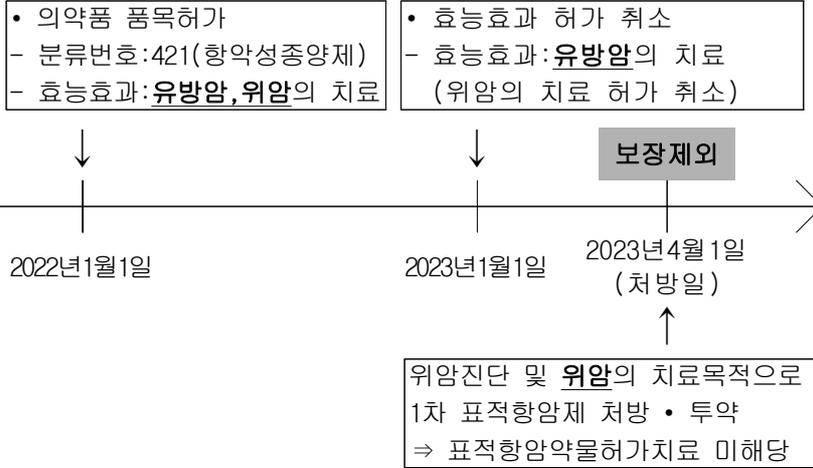 • 의약품 품목허가
- 분류번호:421(항악성종양제)
- 효능효과:유방암,위암의 치료
• 효능효과 허가 취소
- 효능효과:유방암의 치료
(위암의 치료 허가 취소)
보장제외
2022년1월1일
2023년1월1일
2023년4월1일
(처방일)
위암진단 및 위암의 치료목적으로
1차 표적항암제 처방 • 투약
⇒ 표적항암약물허가치료 미해당